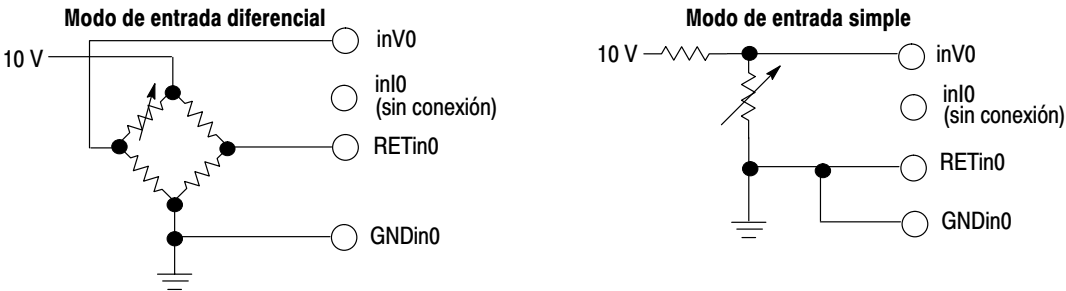 Modo de entrada diferencial
10 V
inV0
inI0
(sin conexión)
RETin0
GNDin0
Modo de entrada simple
10 V
inV0
inI0
(sin conexión)
RETin0
GNDin0